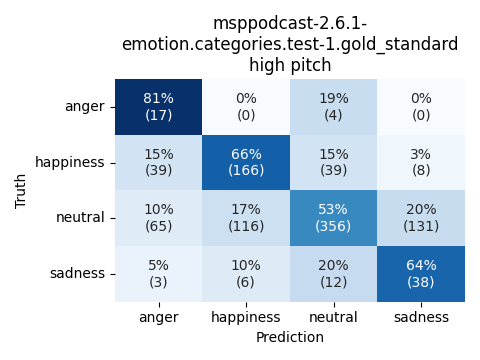 msppodcast-2.6.1-
emotion.categories.test-1.gold_standard
high pitch
Truth
anger
81% 0% 19% 0%
(17) (0) (4) (0)
happiness
15% 66% 15% 3%
(39) (166) (39) (8)
neutral
10% 17% 53% 20%
(65) (116) (356) (131)
sadness
5% 10% 20% 64%
(3) (6) (12) (38)
anger happiness neutral sadness
Prediction